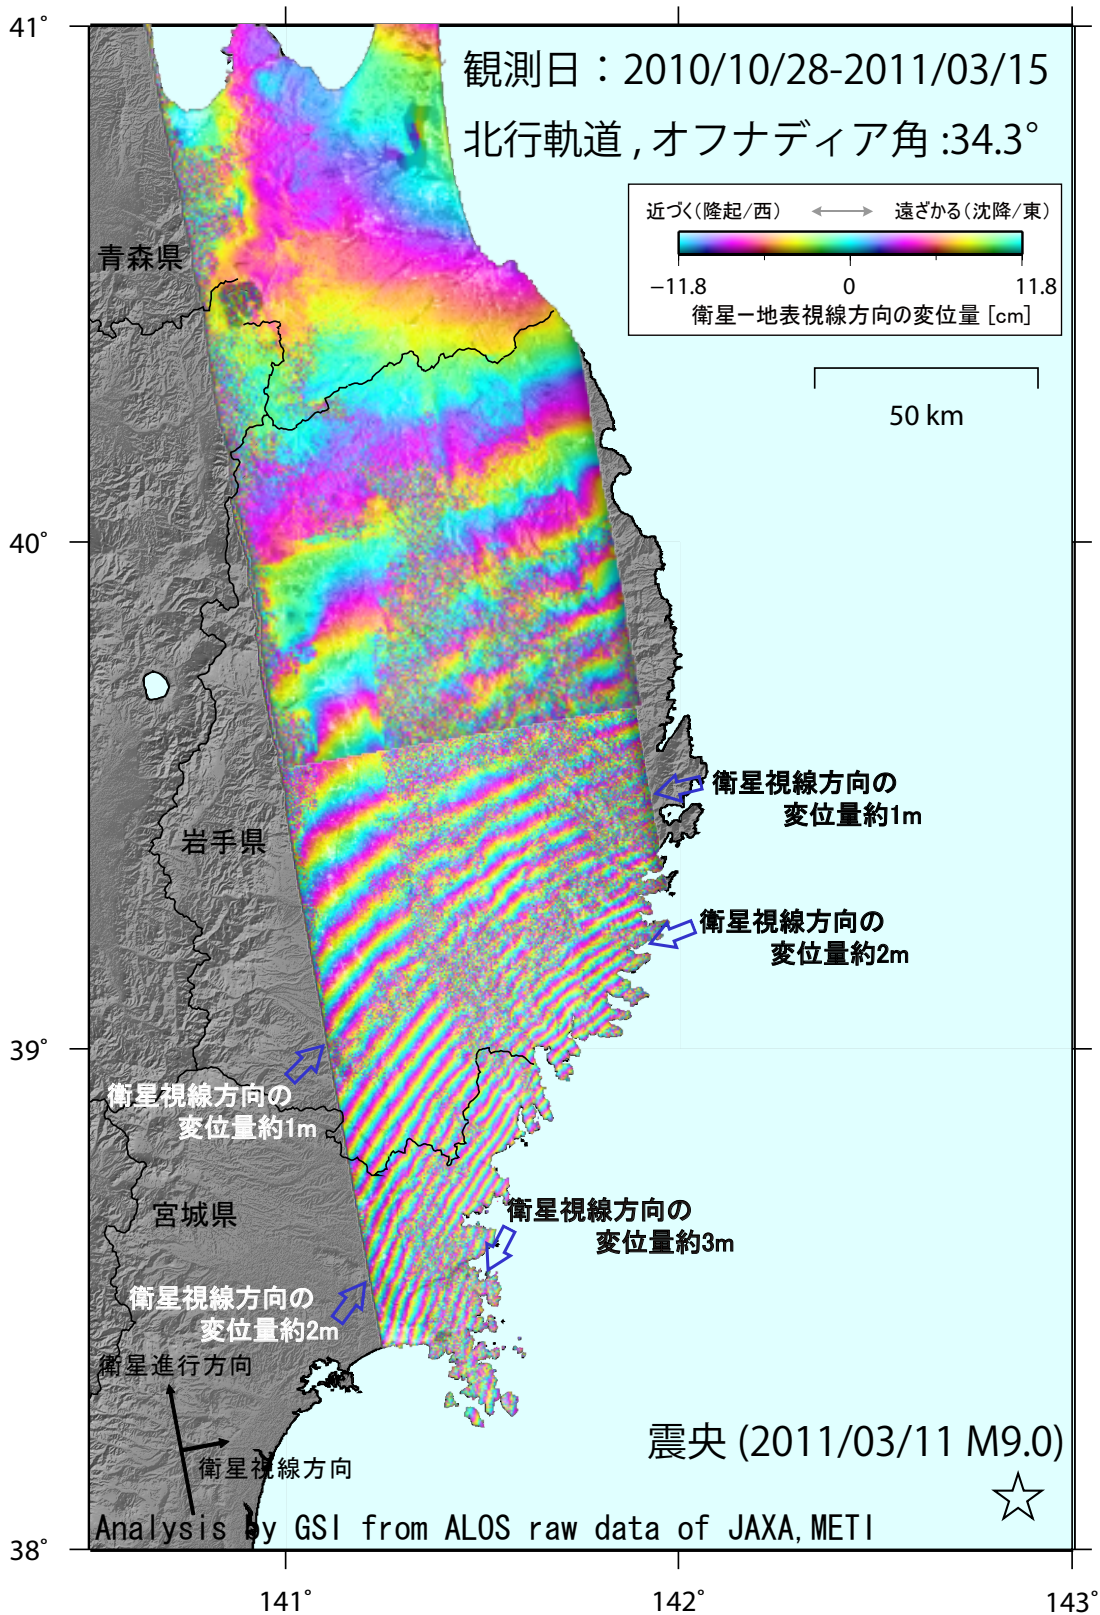 41°
観測日：2010/10/28-2011/03/15
北行軌道 , オフナディア角 :34.3°
近づく(隆起/西)　遠ざかる(沈降/東)
−11.8 0 11.8
衛星−地表視線方向の変位量 [cm]
50 km
青森県
40°
衛星視線方向の
変位量約1m
岩手県
衛星視線方向の
変位量約2m
39°
衛星視線方向の
変位量約1m
宮城県
衛星視線方向の
変位量約3m
衛星視線方向の
変位量約2m
衛星進行方向
衛星視線方向
震央 (2011/03/11 M9.0)
Analysis by GSI from ALOS raw data of JAXA, METI
38°
141° 142° 143°